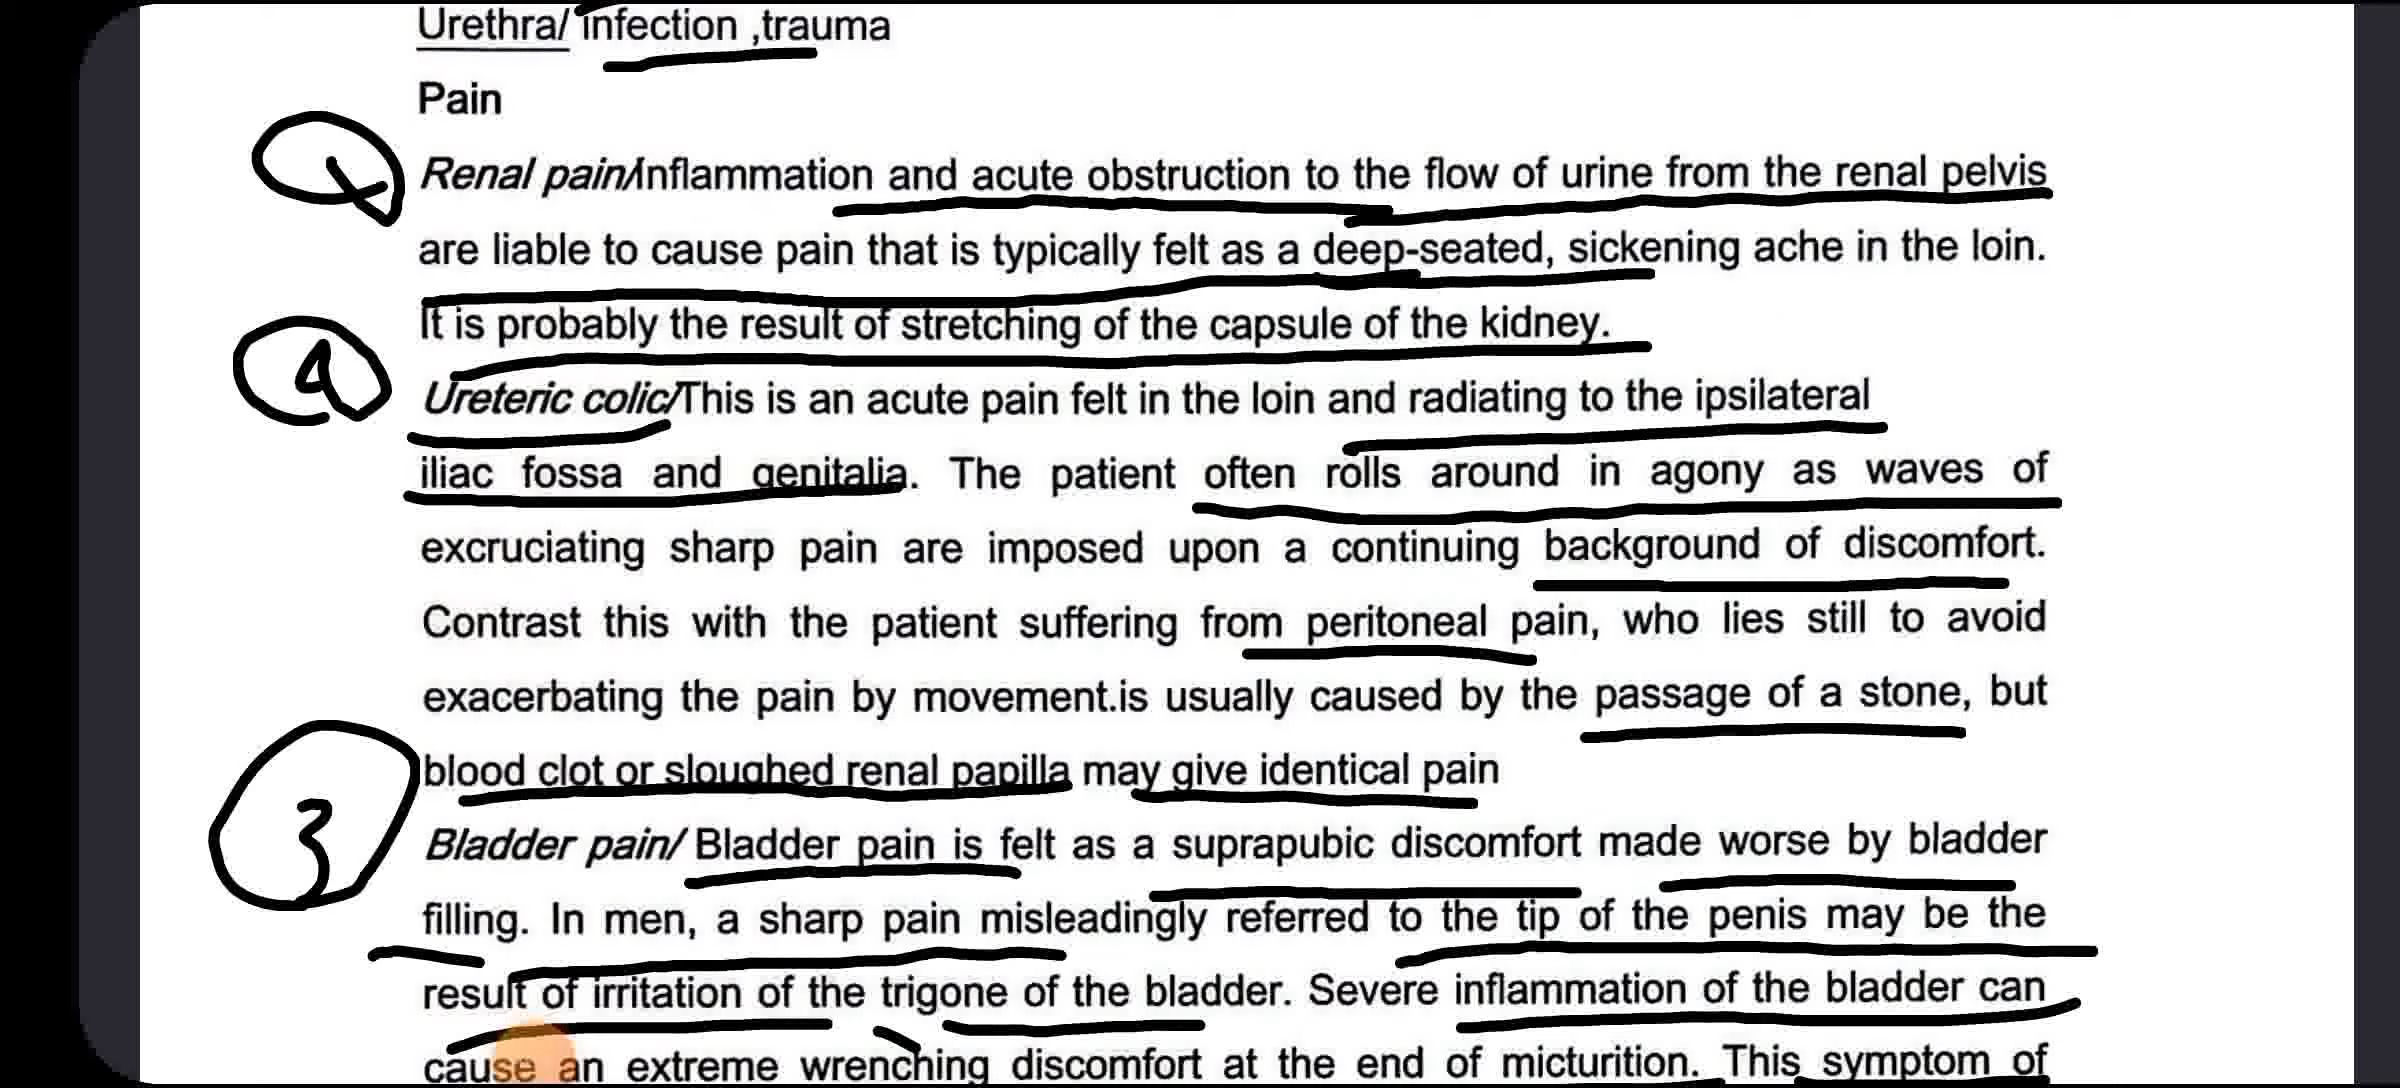 Urethra/ infection ,trauma
Pain
Renal pain/Inflammation and acute obstruction to the flow of urine from the renal pelvis
are liable to cause pain that is typically felt as a deep-seated, sickening ache in the loin.
It is probably the result of stretching of the capsule of the kidney.
Ureteric colic/This is an acute pain felt in the loin and radiating to the ipsilateral
iliac fossa and genitalia. The patient often rolls around in agony as waves of
excruciating sharp pain are imposed upon a continuing background of discomfort.
Contrast this with the patient suffering from peritoneal pain, who lies still to avoid
exacerbating the pain by movement.is usually caused by the passage of a stone, but
blood clot or sloughed renal papilla may give identical pain
3
Bladder pain/ Bladder pain is felt as a suprapubic discomfort made worse by bladder
filling. In men, a sharp pain misleadingly referred to the tip of the penis may be the
result of irritation of the trigone of the bladder. Severe inflammation of the bladder can
cause an extreme wrenching discomfort at the end of micturition. This symptom of